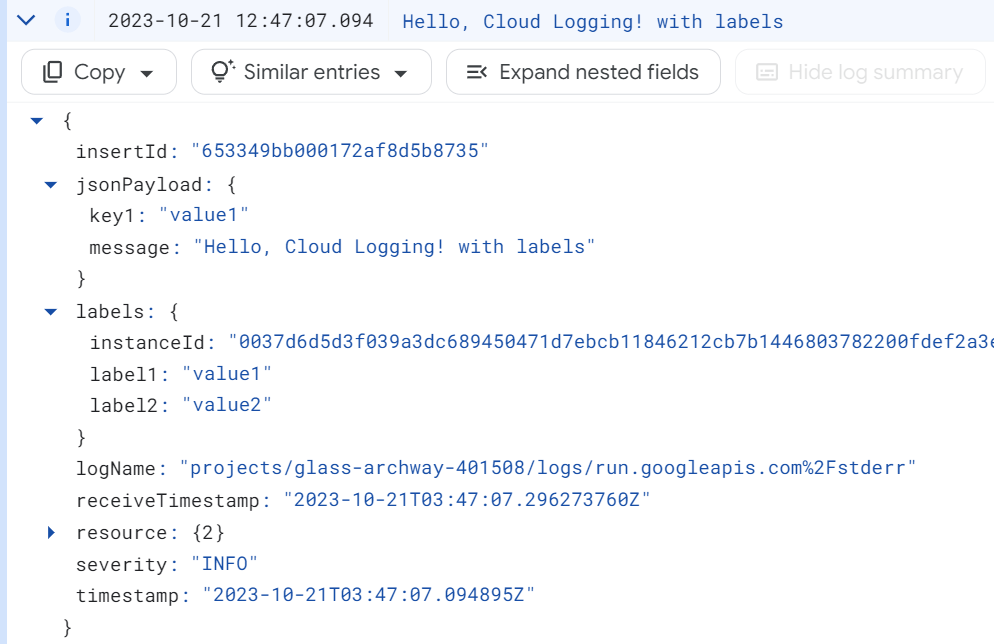 2023-10-21 12:47:07.094 Hello, Cloud Logging! with labels
Copy Similar entries Expand nested fields Hide log summary
{
insertId: "653349bb000172af8d5b8735"
jsonPayload: {
key1: "value1"
message: "Hello, Cloud Logging! with labels"
}
labels: {
instanceId: "0037d6d5d3f039a3dc689450471d7ebcb11846212cb7b1446803782200fdef2a3e
label1: "value1"
label2: "value2"
}
logName: "projects/glass-archway-401508/logs/run.googleapis.com%2Fstderr"
receiveTimestamp: "2023-10-21T03:47:07.296273760Z"
resource: {2}
severity: "INFO"
timestamp: "2023-10-21T03:47:07.094895Z"
}